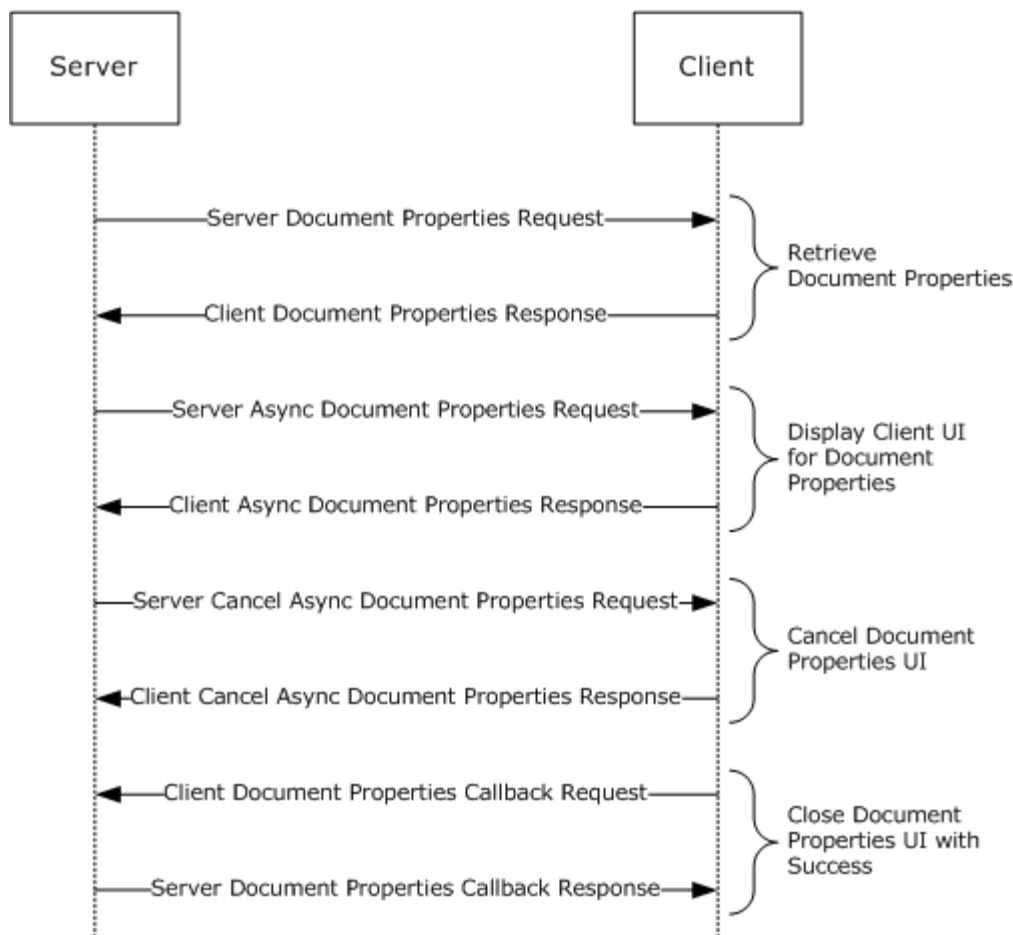 Server
Client
Server Document Properties Request
Retrieve
Document Properties
Client Document Properties Response
Server Async Document Properties Request
Display Client UI
for Document
Properties
Client Async Document Properties Response
Server Cancel Async Document Properties Request
Cancel Document
Properties UI
Client Cancel Async Document Properties Response
Client Document Properties Callback Request
Close Document
Properties UI with
Success
Server Document Properties Callback Response